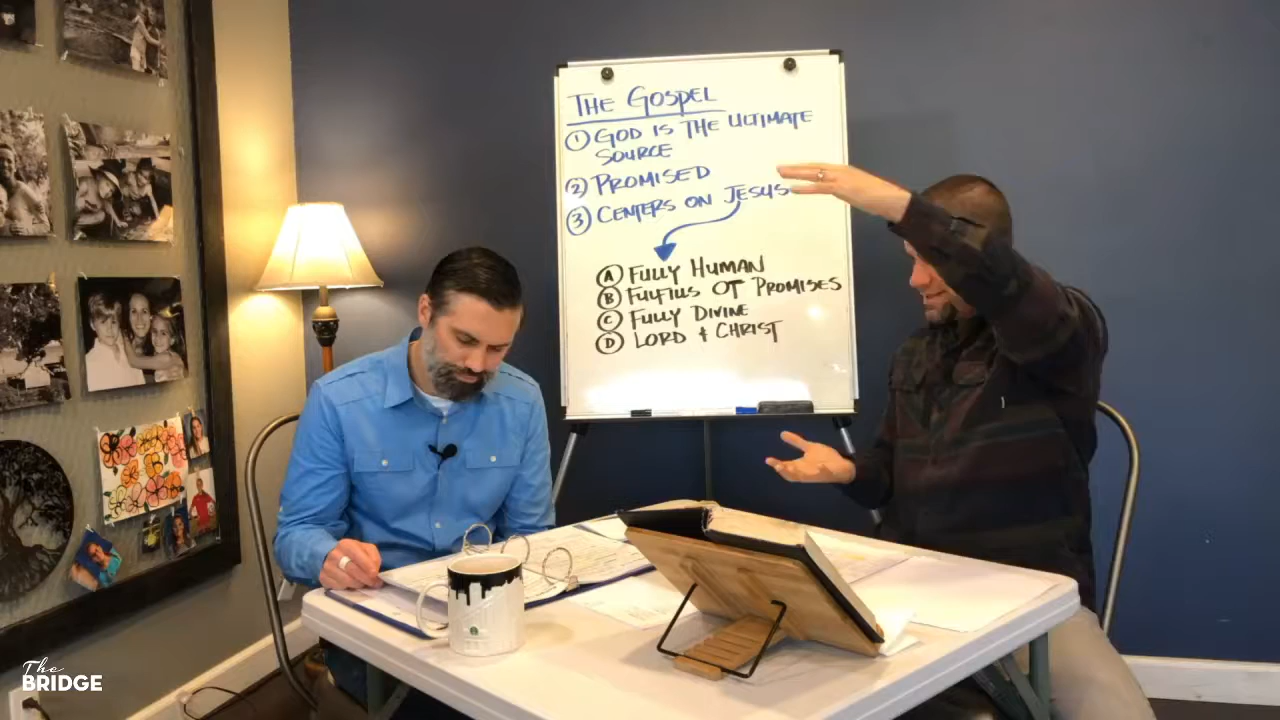 THE GOSPEL
① GOD IS THE ULTIMATE
SOURCE
② PROMISED
③ CENTERS ON JESUS
Ⓐ FULLY HUMAN
Ⓑ FULFILLS OT PROMISES
Ⓒ FULLY DIVINE
Ⓓ LORD & CHRIST
The
BRIDGE